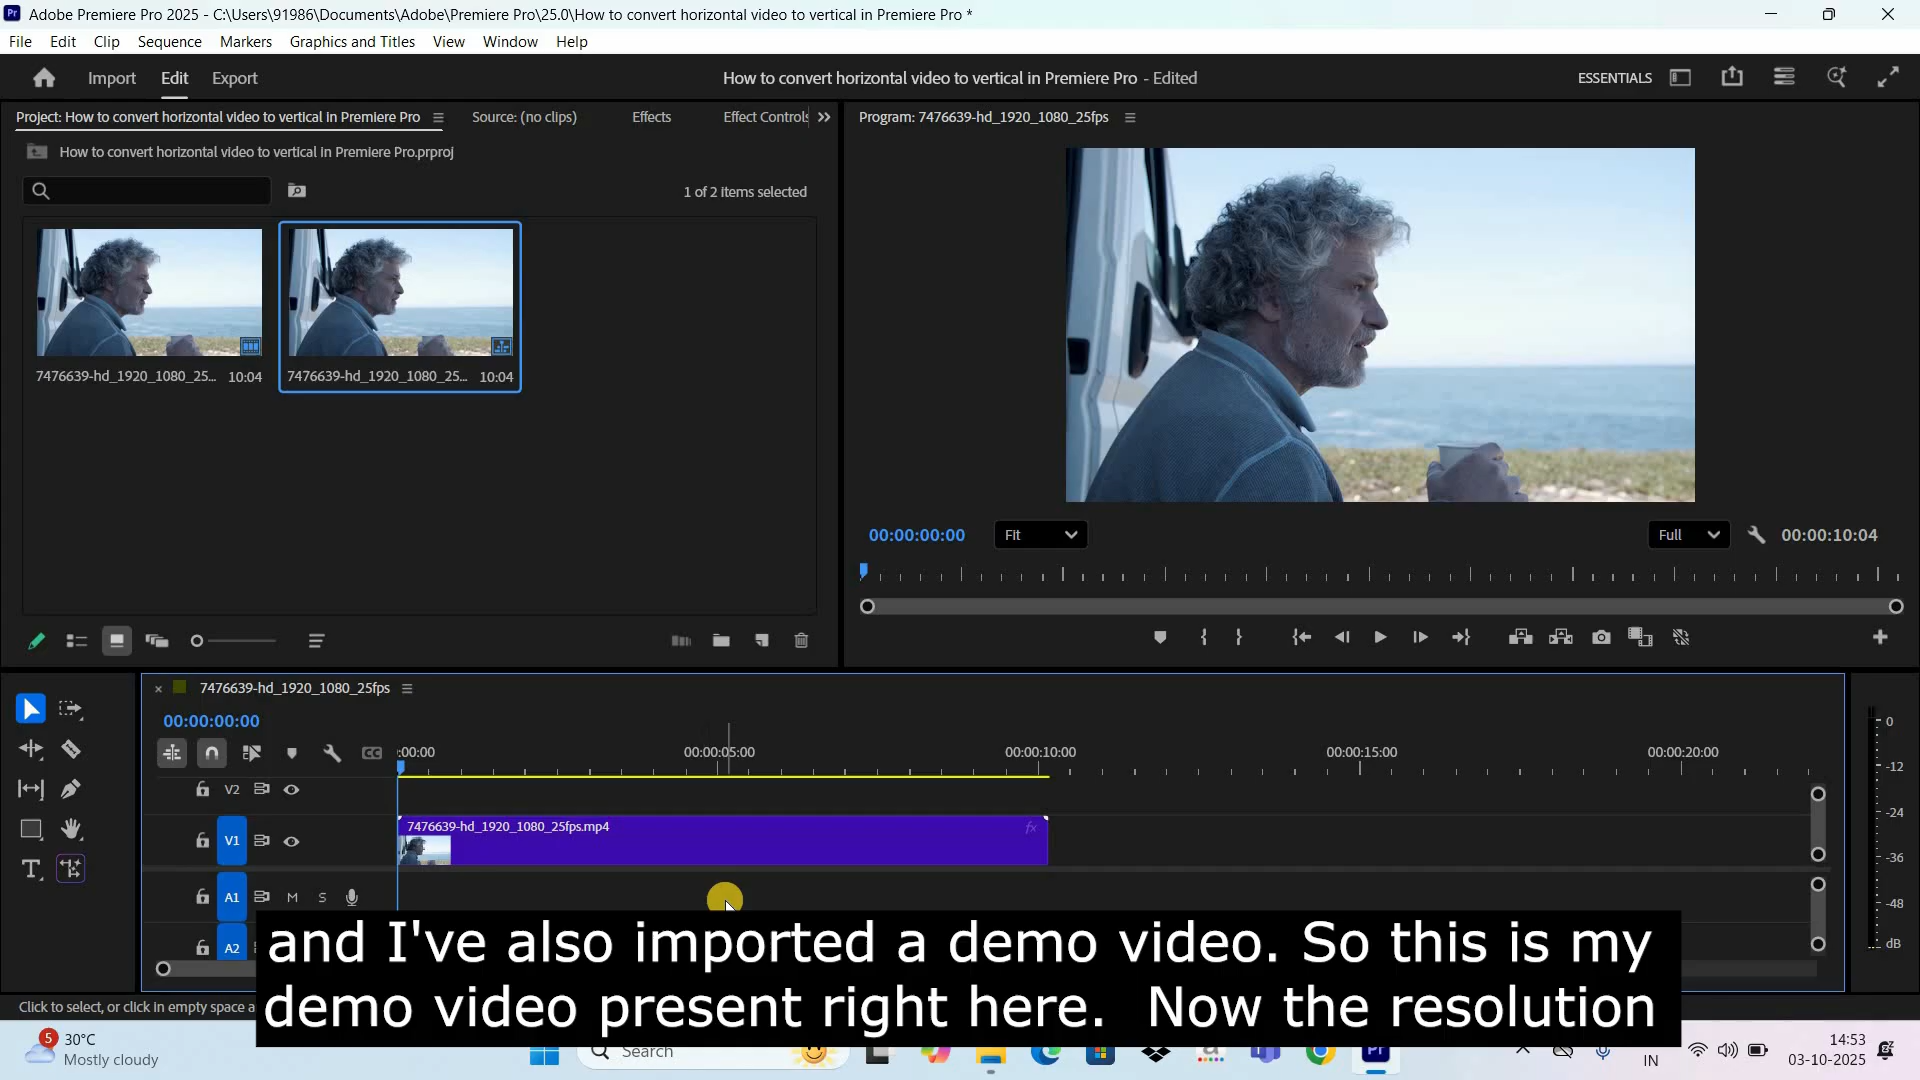 Adobe Premiere Pro 2025 - C:\Users\91986\Documents\Adobe\Premiere Pro\25.0\How to convert horizontal video to vertical in Premiere Pro *
File Edit Clip Sequence Markers Graphics and Titles View Window Help
Import Edit Export
How to convert horizontal video to vertical in Premiere Pro - Edited
ESSENTIALS
Project: How to convert horizontal video to vertical in Premiere Pro
Source: (no clips)
Effects
Effect Controls
Program: 7476639-hd_1920_1080_25fps
How to convert horizontal video to vertical in Premiere Pro.prproj
1 of 2 items selected
7476639-hd_1920_1080_25... 10:04
7476639-hd_1920_1080_25... 10:04
00:00:00:00
Fit
Full
00:00:10:04
7476639-hd_1920_1080_25fps
00:00:00:00
CC
:00:00
00:00:05:00
00:00:10:00
00:00:15:00
00:00:20:00
V2
7476639-hd_1920_1080_25fps.mp4
fx
V1
A1 M S
A2
0
-12
-24
-36
-48
dB
and I've also imported a demo video. So this is my
demo video present right here. Now the resolution
Click to select, or click in empty space a
5
30°C
Mostly cloudy
Search
Pr
IN
14:53
03-10-2025